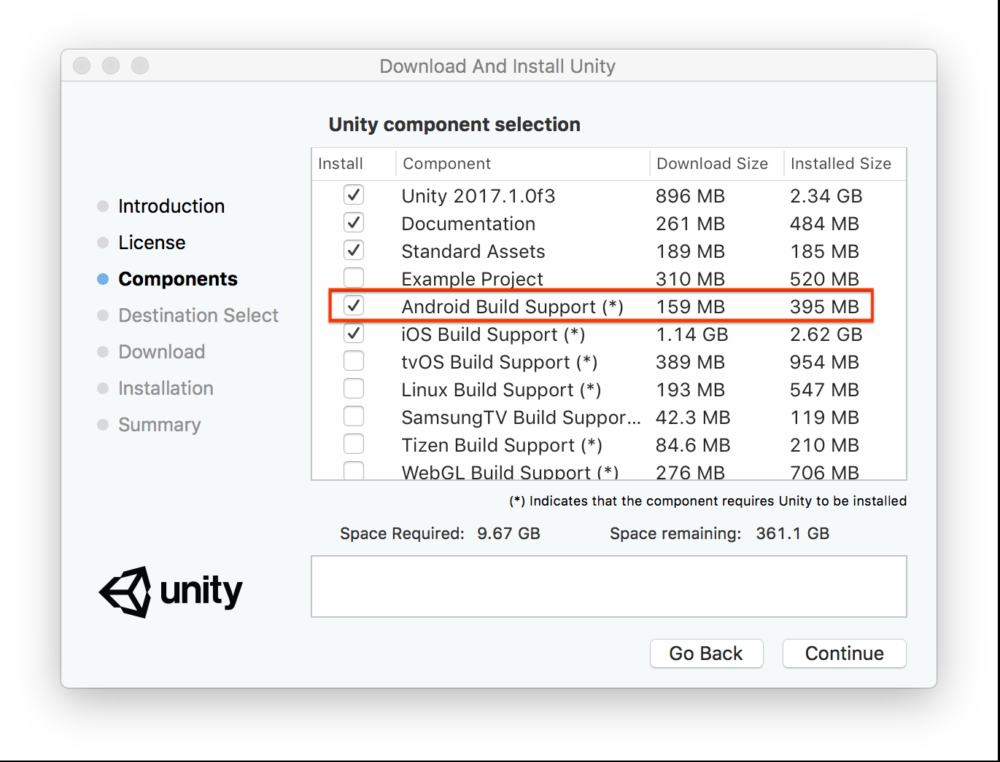 Download And Install Unity
Unity component selection
Install Component Download Size Installed Size
Unity 2017.1.0f3 896 MB 2.34 GB
Documentation 261 MB 484 MB
Standard Assets 189 MB 185 MB
Example Project 310 MB 520 MB
Android Build Support (*) 159 MB 395 MB
iOS Build Support (*) 1.14 GB 2.62 GB
tvOS Build Support (*) 389 MB 954 MB
Linux Build Support (*) 193 MB 547 MB
SamsungTV Build Suppor... 42.3 MB 119 MB
Tizen Build Support (*) 84.6 MB 210 MB
WebGL Build Support (*) 276 MB 706 MB
Introduction
License
Components
Destination Select
Download
Installation
Summary
(*) Indicates that the component requires Unity to be installed
Space Required: 9.67 GB Space remaining: 361.1 GB
unity
Go Back Continue